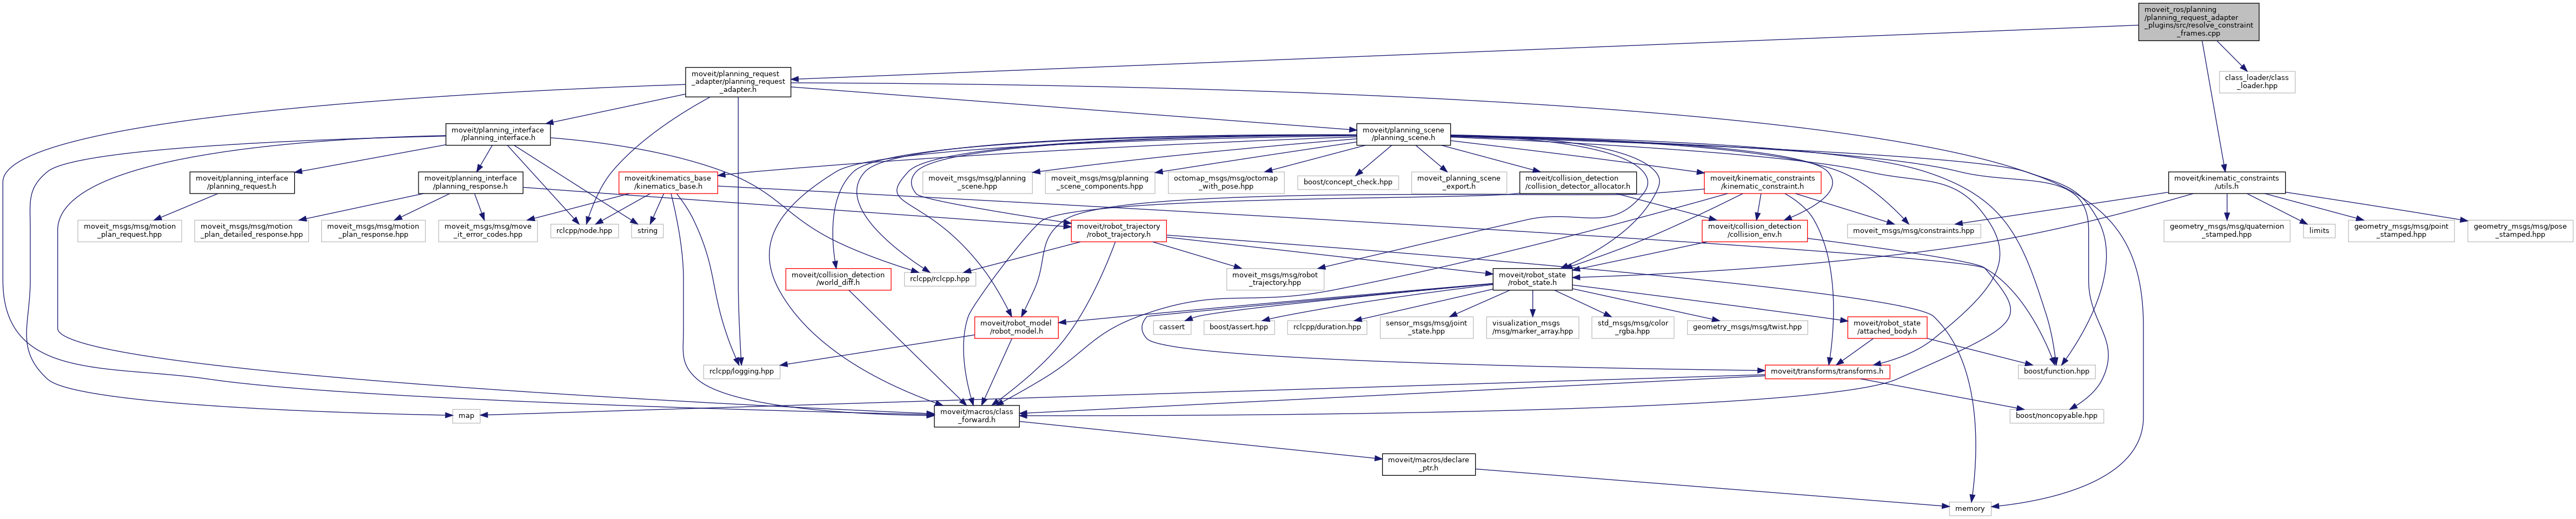 moveit_ros/planning
/planning_request_adapter
_plugins/src/resolve_constraint
_frames.cpp
moveit/planning_request
_adapter/planning_request
_adapter.h
class_loader/class
_loader.hpp
moveit/planning_interface
/planning_interface.h
moveit/planning_scene
/planning_scene.h
moveit/planning_interface
/planning_request.h
moveit/planning_interface
/planning_response.h
moveit/kinematics_base
/kinematics_base.h
moveit_msgs/msg/planning
_scene.hpp
moveit_msgs/msg/planning
_scene_components.hpp
octomap_msgs/msg/octomap
_with_pose.hpp
boost/concept_check.hpp
moveit_planning_scene
_export.h
moveit/collision_detection
/collision_detector_allocator.h
moveit/kinematic_constraints
/kinematic_constraint.h
moveit/kinematic_constraints
/utils.h
moveit_msgs/msg/motion
_plan_request.hpp
moveit_msgs/msg/motion
_plan_detailed_response.hpp
moveit_msgs/msg/motion
_plan_response.hpp
moveit_msgs/msg/move
_it_error_codes.hpp
rclcpp/node.hpp
string
moveit/robot_trajectory
/robot_trajectory.h
moveit/collision_detection
/collision_env.h
moveit_msgs/msg/constraints.hpp
geometry_msgs/msg/quaternion
_stamped.hpp
limits
geometry_msgs/msg/point
_stamped.hpp
geometry_msgs/msg/pose
_stamped.hpp
moveit/collision_detection
/world_diff.h
rclcpp/rclcpp.hpp
moveit_msgs/msg/robot
_trajectory.hpp
moveit/robot_state
/robot_state.h
moveit/robot_model
/robot_model.h
cassert
boost/assert.hpp
rclcpp/duration.hpp
sensor_msgs/msg/joint
_state.hpp
visualization_msgs
/msg/marker_array.hpp
std_msgs/msg/color
_rgba.hpp
geometry_msgs/msg/twist.hpp
moveit/robot_state
/attached_body.h
rclcpp/logging.hpp
moveit/transforms/transforms.h
boost/function.hpp
map
moveit/macros/class
_forward.h
boost/noncopyable.hpp
moveit/macros/declare
_ptr.h
memory